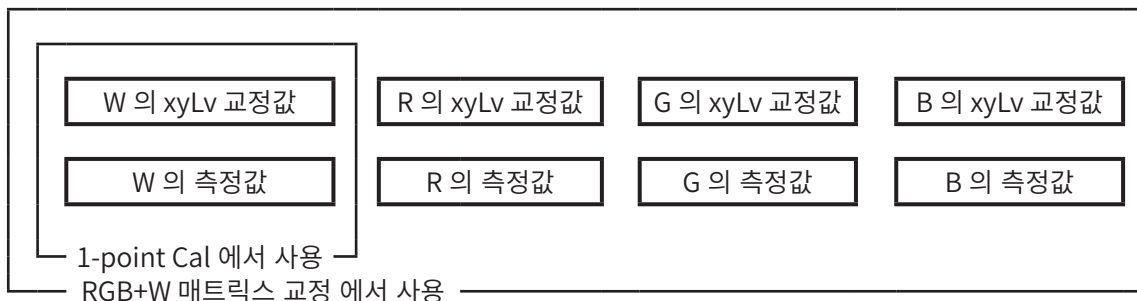 W 의 xyLv 교정값 R 의 xyLv 교정값 G 의 xyLv 교정값 B 의 xyLv 교정값
W 의 측정값 R 의 측정값 G 의 측정값 B 의 측정값
1-point Cal 에서 사용
RGB+W 매트릭스 교정 에서 사용